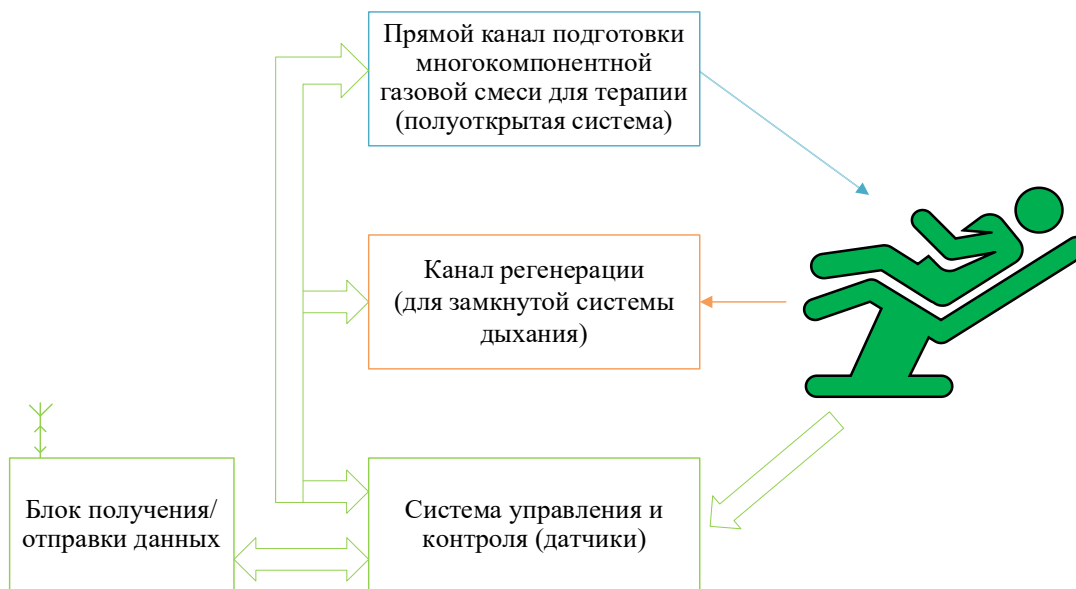 Прямой канал подготовки
многокомпонентной
газовой смеси для терапии
(полуоткрытая система)
Канал регенерации
(для замкнутой системы
дыхания)
Блок получения/
отправки данных
Система управления и
контроля (датчики)